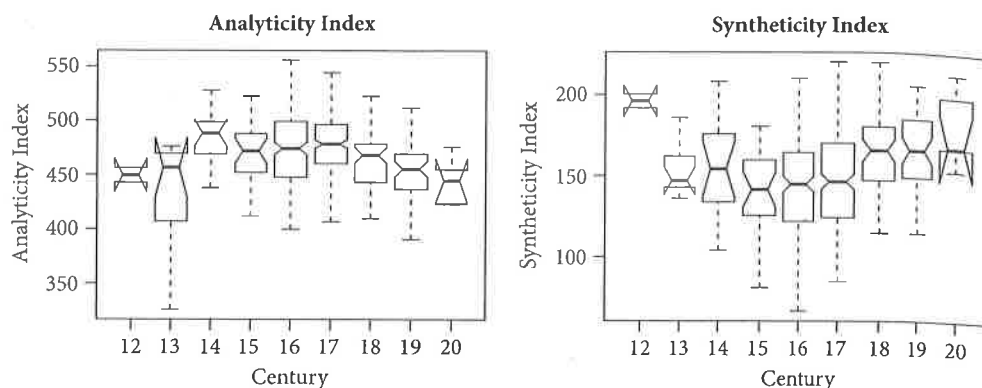 Analyticity Index
Analyticity Index
550
500
450
400
350
12 13 14 15 16 17 18 19 20
Century
Syntheticity Index
Syntheticity Index
200
150
100
12 13 14 15 16 17 18 19 20
Century